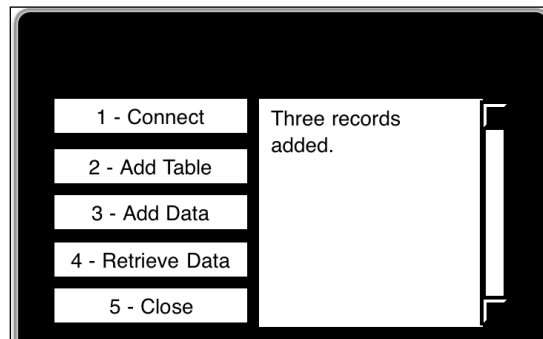 1 - Connect
2 - Add Table
3 - Add Data
4 - Retrieve Data
5 - Close
Three records
added.